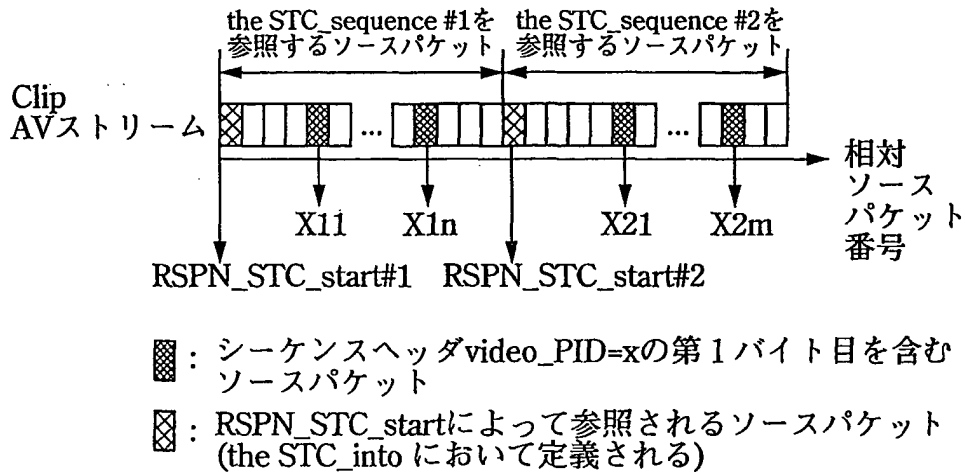 the STC_sequence #1を
参照するソースパケット
the STC_sequence #2を
参照するソースパケット
Clip
AVストリーム
...
...
相対
ソース
パケット
番号
X11
X1n
X21
X2m
RSPN_STC_start#1
RSPN_STC_start#2
: シーケンスヘッダvideo_PID=xの第1バイト目を含む
ソースパケット
: RSPN_STC_startによって参照されるソースパケット
(the STC_into において定義される)